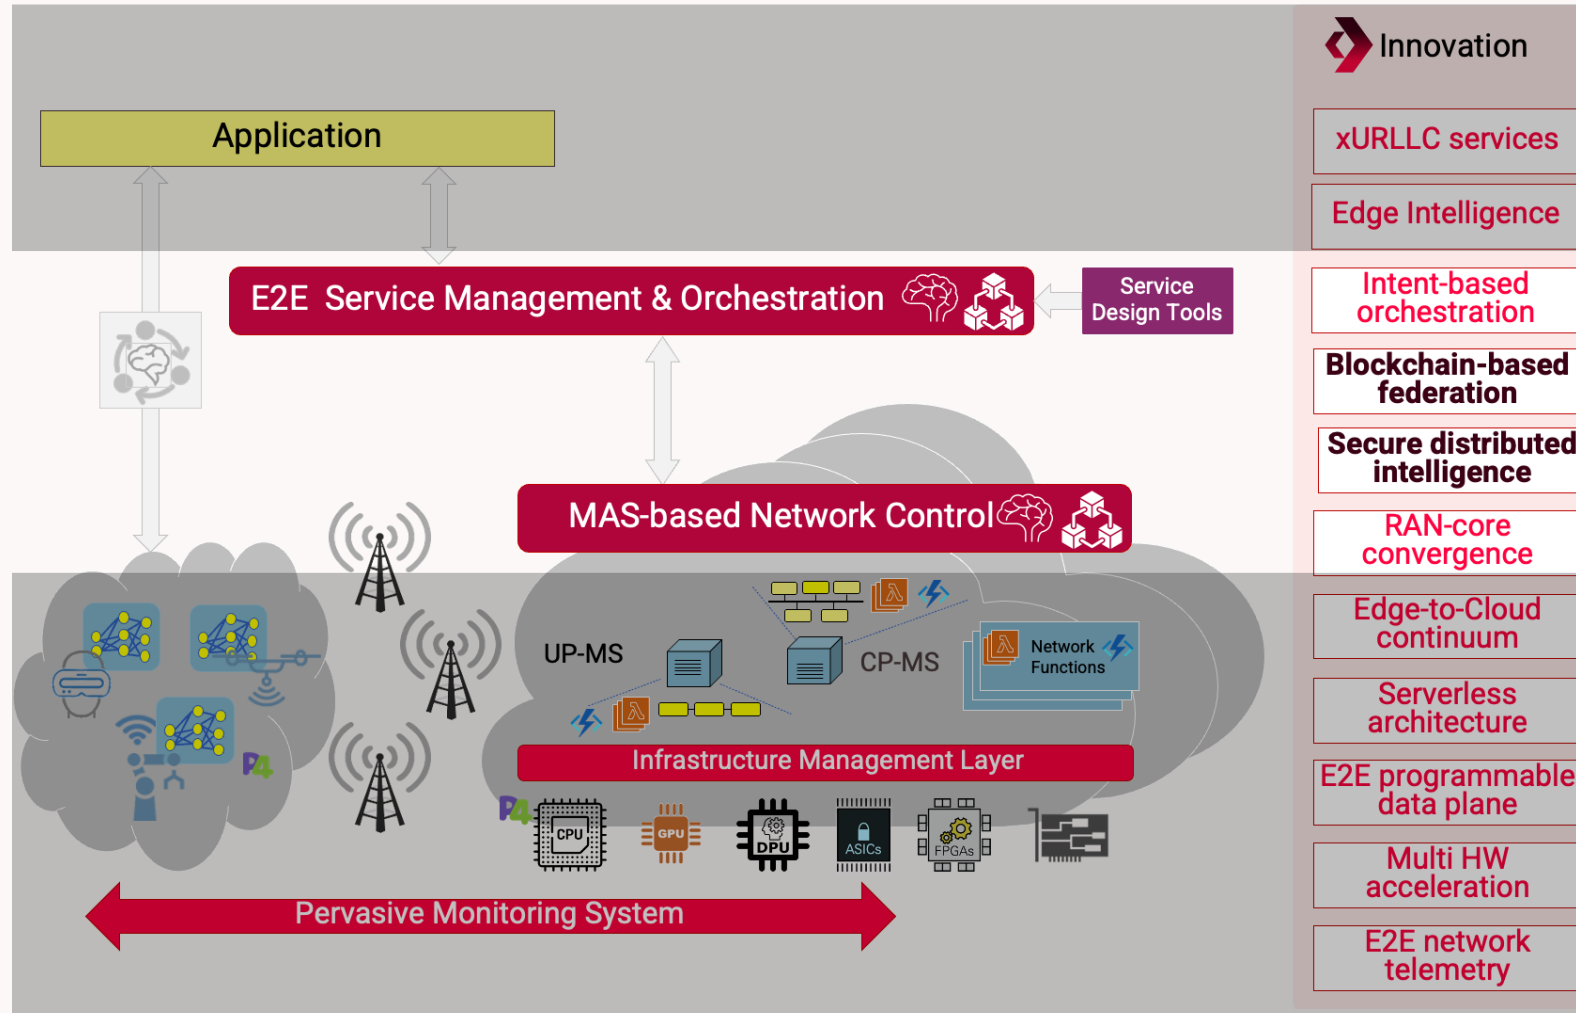 Innovation
Application
xURLLC services
Edge Intelligence
E2E Service Management & Orchestration
Service
Design Tools
Intent-based
orchestration
Blockchain-based
federation
Secure distributed
intelligence
MAS-based Network Control
RAN-core
convergence
UP-MS
CP-MS
λ
λ
λ
Network
Functions
Edge-to-Cloud
continuum
Serverless
architecture
Infrastructure Management Layer
P4
P4
CPU
GPU
DPU
ASICs
FPGAs
E2E programmable
data plane
Multi HW
acceleration
Pervasive Monitoring System
E2E network
telemetry